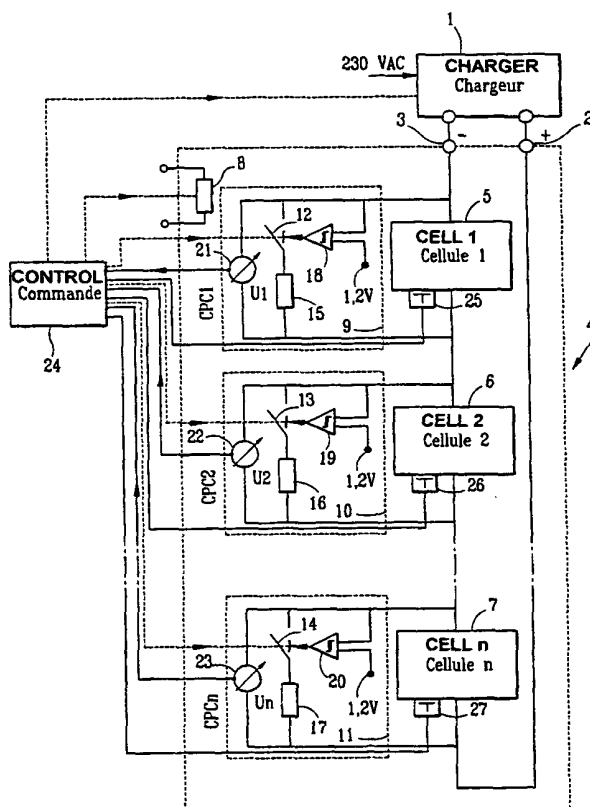 1
230 VAC
CHARGER
Chargeur
3
-
+
2
8
5
12
CELL 1
Cellule 1
21
18
CONTROL
Commande
CPC1
U1
15
1,2V
T
25
24
9
4
6
13
CELL 2
Cellule 2
22
19
CPC2
U2
16
1,2V
T
26
10
7
14
CELL n
Cellule n
23
20
CPCn
Un
17
1,2V
T
27
11